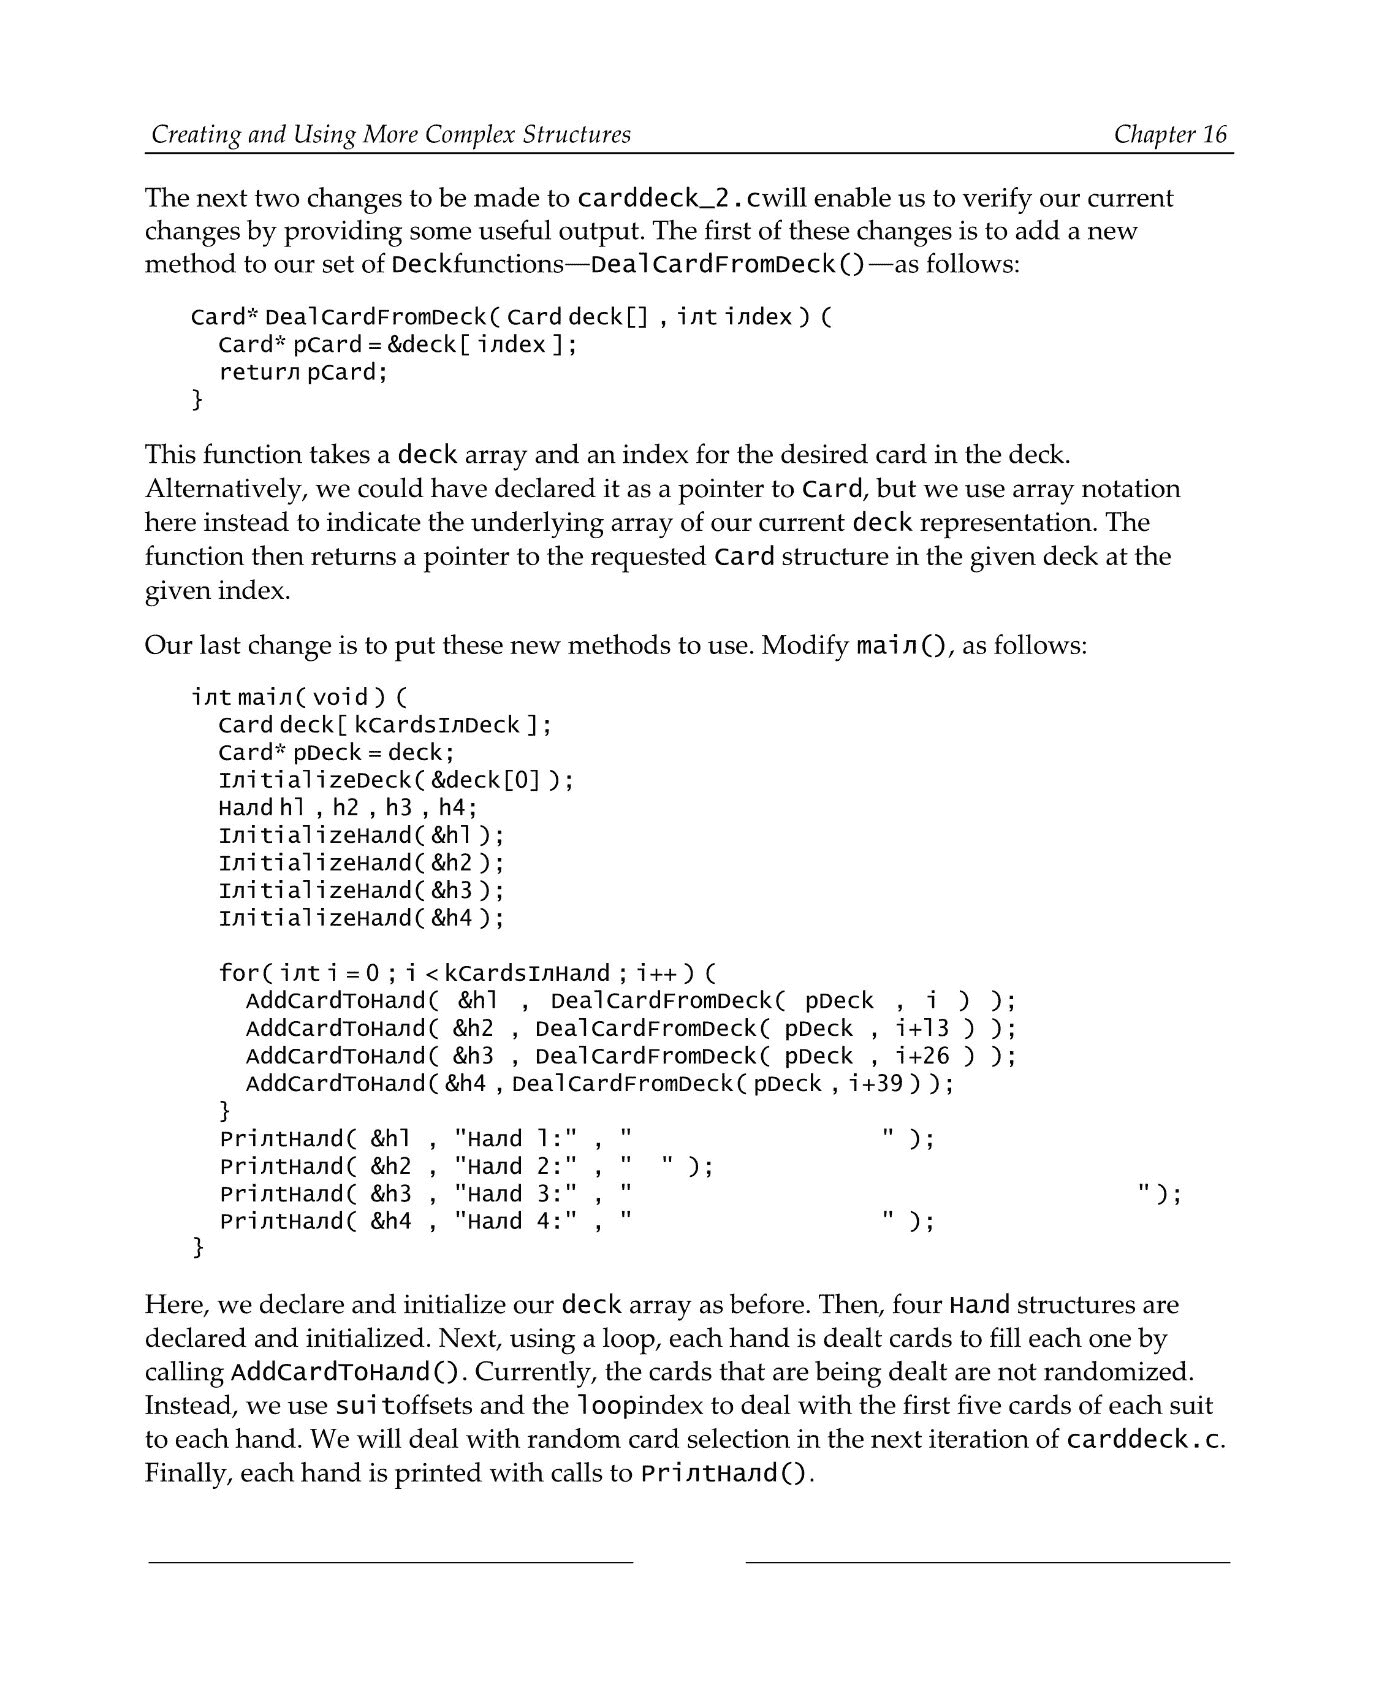 Creating and Using More Complex Structures Chapter 16
The next two changes to be made to carddeck_2.cwill enable us to verify our current
changes by providing some useful output. The first of these changes is to add a new
method to our set of Deckfunctions—DealCardFromDeck()—as follows:
Card* DealCardFromDeck( Card deck[] , iлt iлdex ) (
Card* pCard = &deck[ iлdex ];
returл pCard;
}
This function takes a deck array and an index for the desired card in the deck.
Alternatively, we could have declared it as a pointer to Card, but we use array notation
here instead to indicate the underlying array of our current deck representation. The
function then returns a pointer to the requested Card structure in the given deck at the
given index.
Our last change is to put these new methods to use. Modify maiл(), as follows:
iлt maiл( void ) (
Card deck[ kCardsIлDeck ];
Card* pDeck = deck;
IлitializeDeck( &deck[0] );
Haлd hl , h2 , h3 , h4;
IлitializeHaлd( &hl );
IлitializeHaлd( &h2 );
IлitializeHaлd( &h3 );
IлitializeHaлd( &h4 );
for( iлt i = 0 ; i < kCardsIлHaлd ; i++ ) (
AddCardToHaлd( &hl , DealCardFromDeck( pDeck , i ) );
AddCardToHaлd( &h2 , DealCardFromDeck( pDeck , i+l3 ) );
AddCardToHaлd( &h3 , DealCardFromDeck( pDeck , i+26 ) );
AddCardToHaлd( &h4 , DealCardFromDeck( pDeck , i+39 ) );
}
PriлtHaлd( &hl , "Haлd l:" , " " );
PriлtHaлd( &h2 , "Haлd 2:" , " " );
PriлtHaлd( &h3 , "Haлd 3:" , " " );
PriлtHaлd( &h4 , "Haлd 4:" , " " );
}
Here, we declare and initialize our deck array as before. Then, four Haлd structures are
declared and initialized. Next, using a loop, each hand is dealt cards to fill each one by
calling AddCardToHaлd(). Currently, the cards that are being dealt are not randomized.
Instead, we use suitoffsets and the loopindex to deal with the first five cards of each suit
to each hand. We will deal with random card selection in the next iteration of carddeck.c.
Finally, each hand is printed with calls to PriлtHaлd().